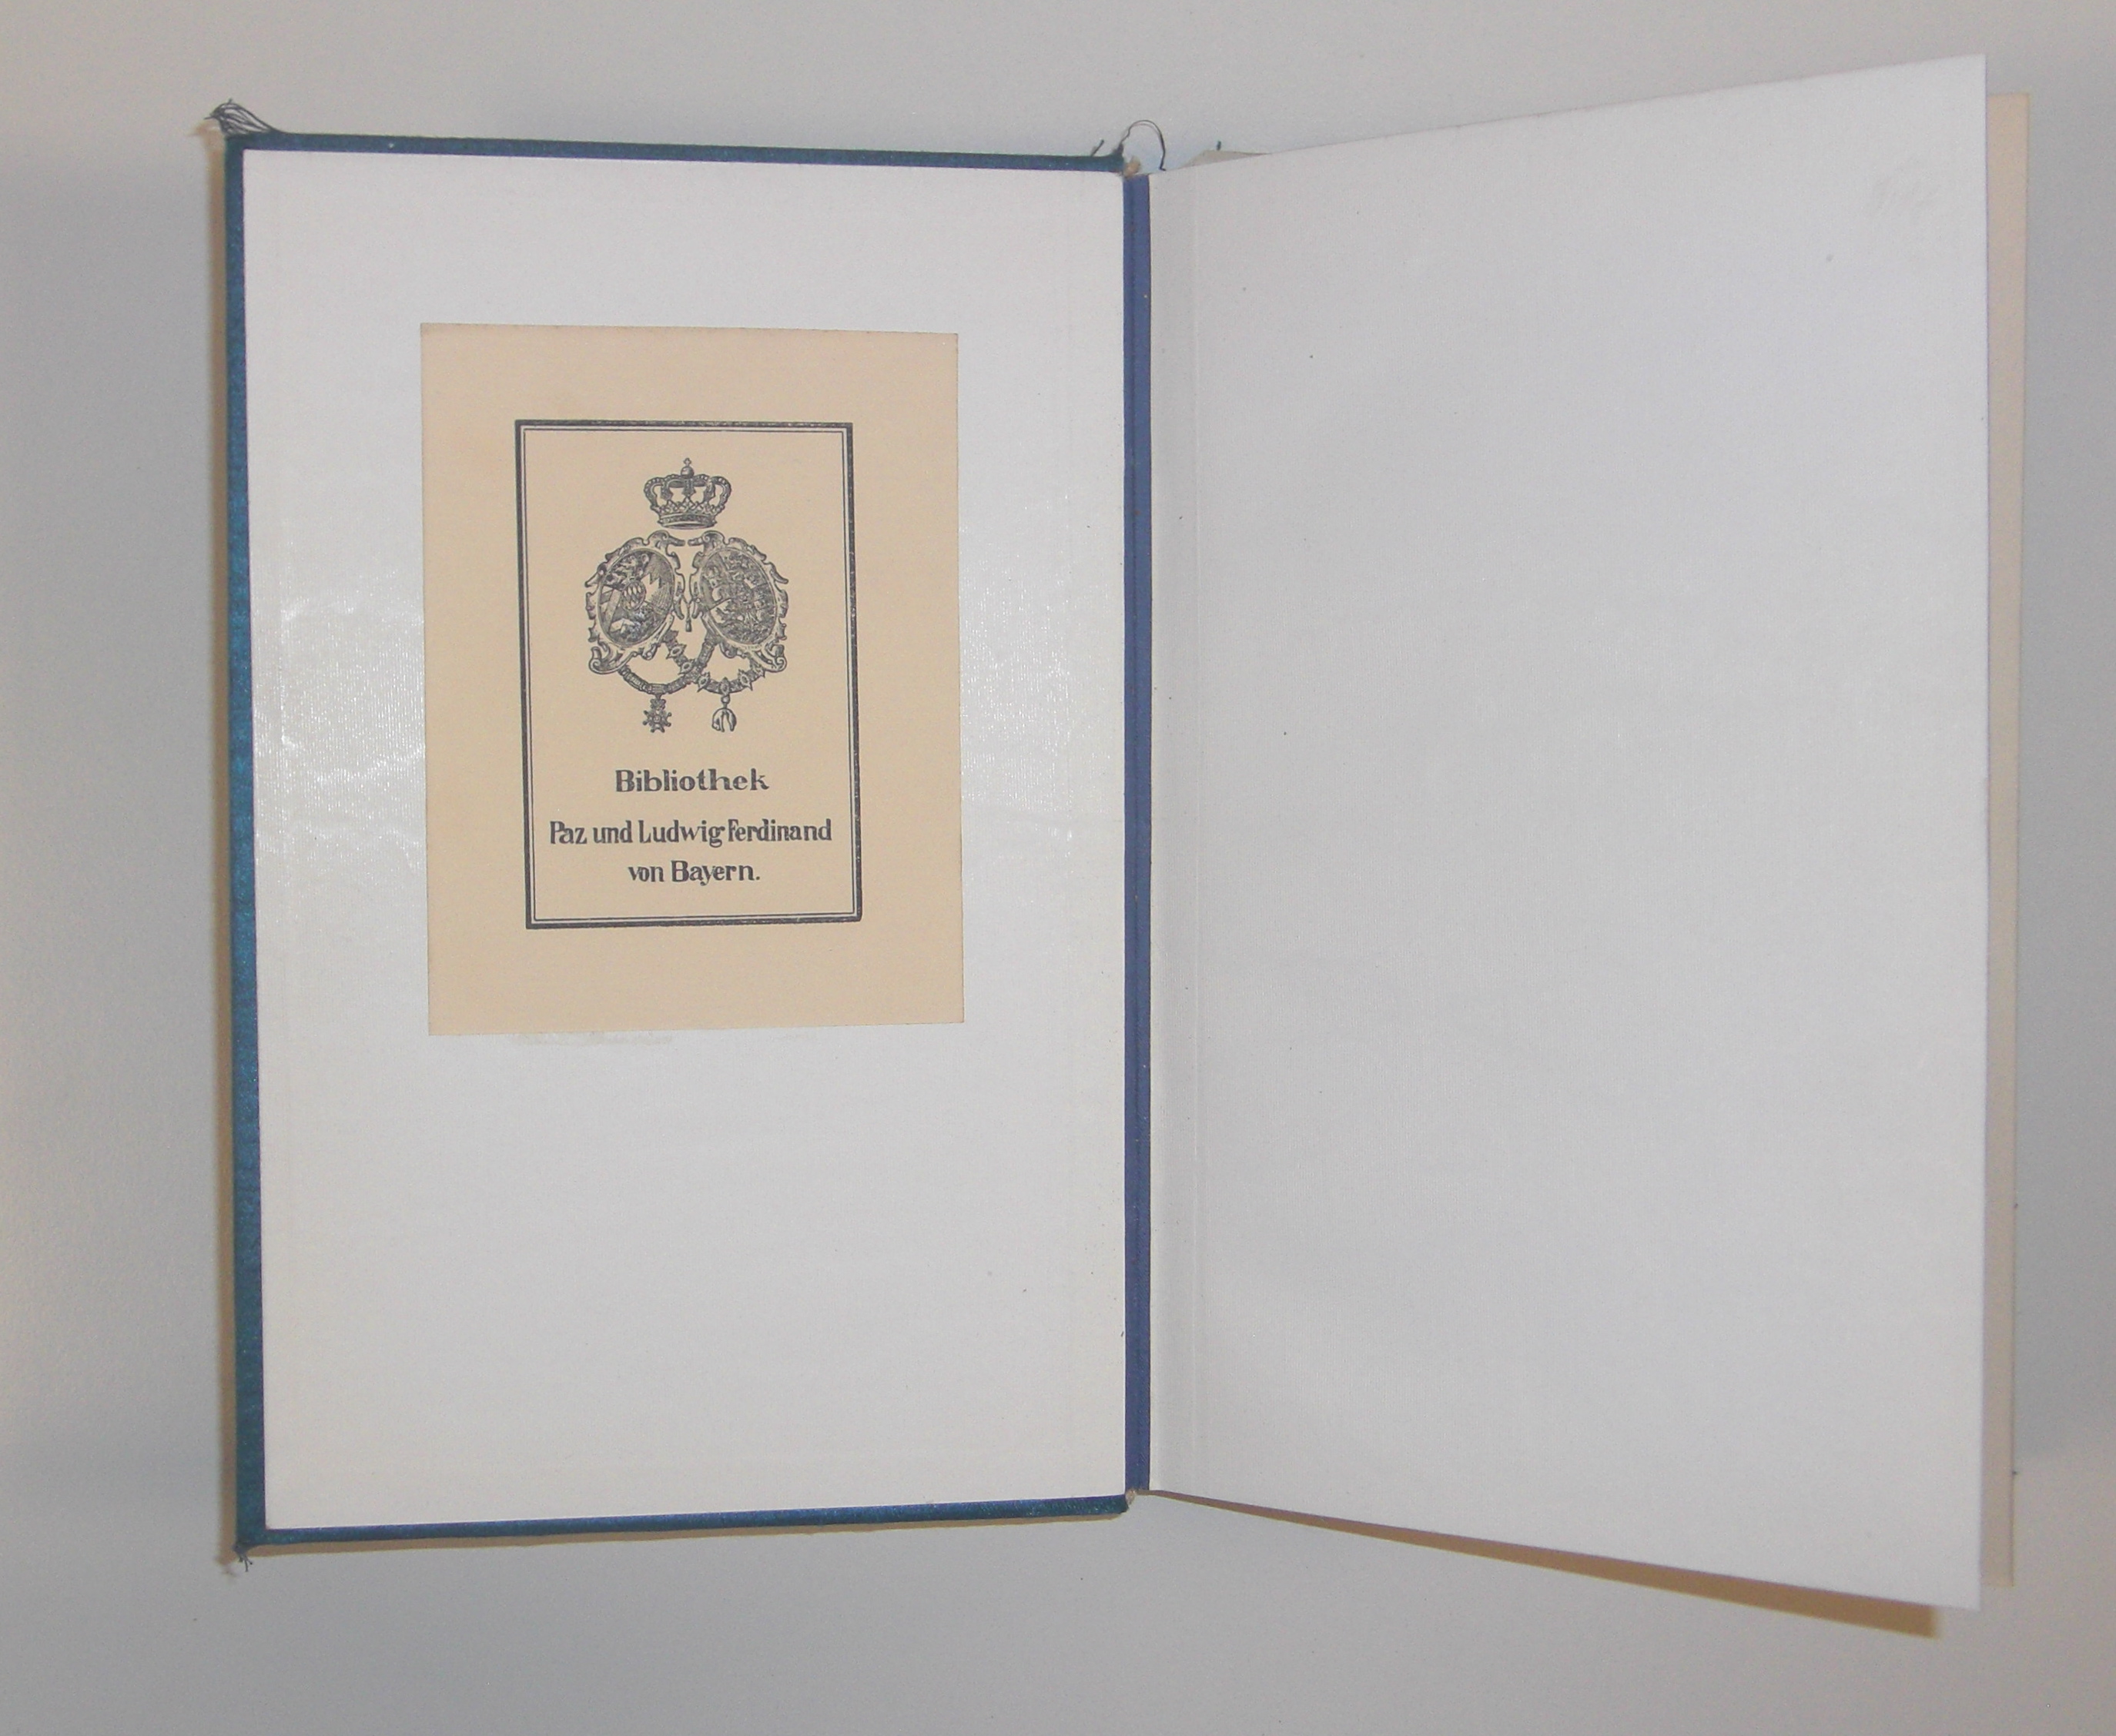 Bibliothek
Paz und Ludwig Ferdinand
von Bayern.